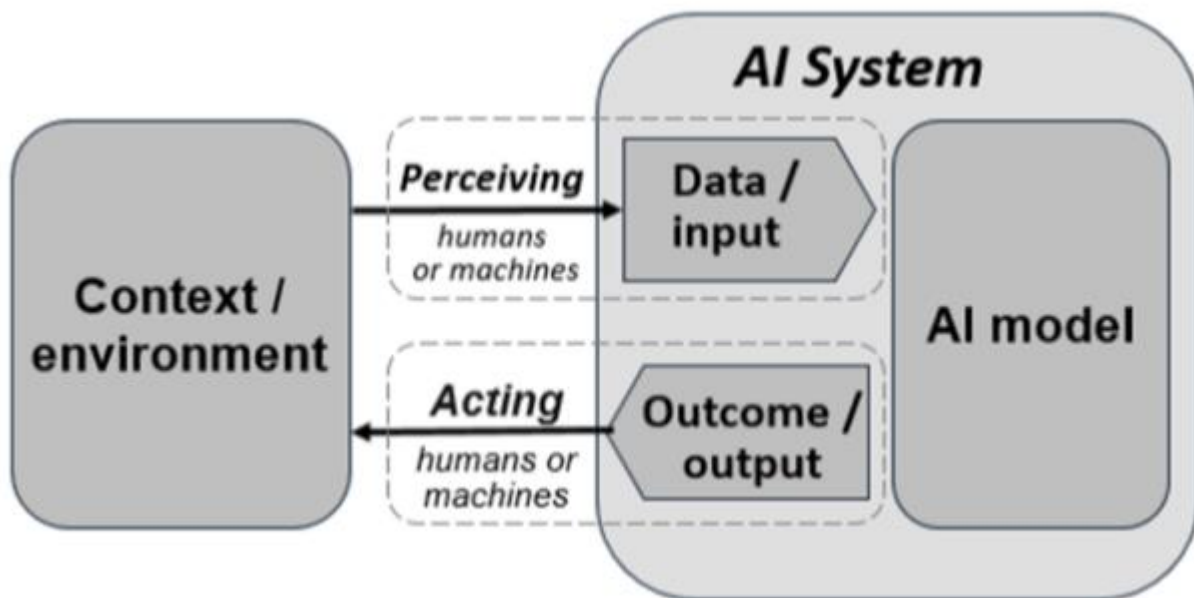 AI System
Perceiving
humans
or machines
Data /
input
Context /
environment
AI model
Acting
humans or
machines
Outcome /
output